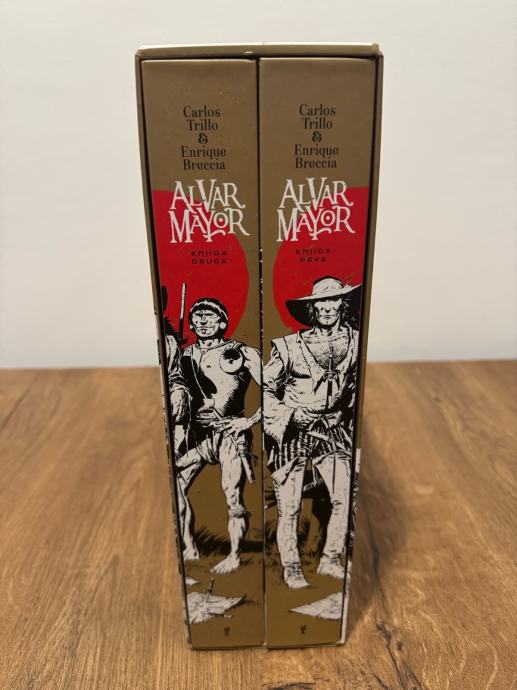 Carlos
Trillo
&
Enrique
Breccia
ALVAR
MAYOR
KNJIGA
DRUGA
Carlos
Trillo
&
Enrique
Breccia
ALVAR
MAYOR
KNJIGA
PRVA